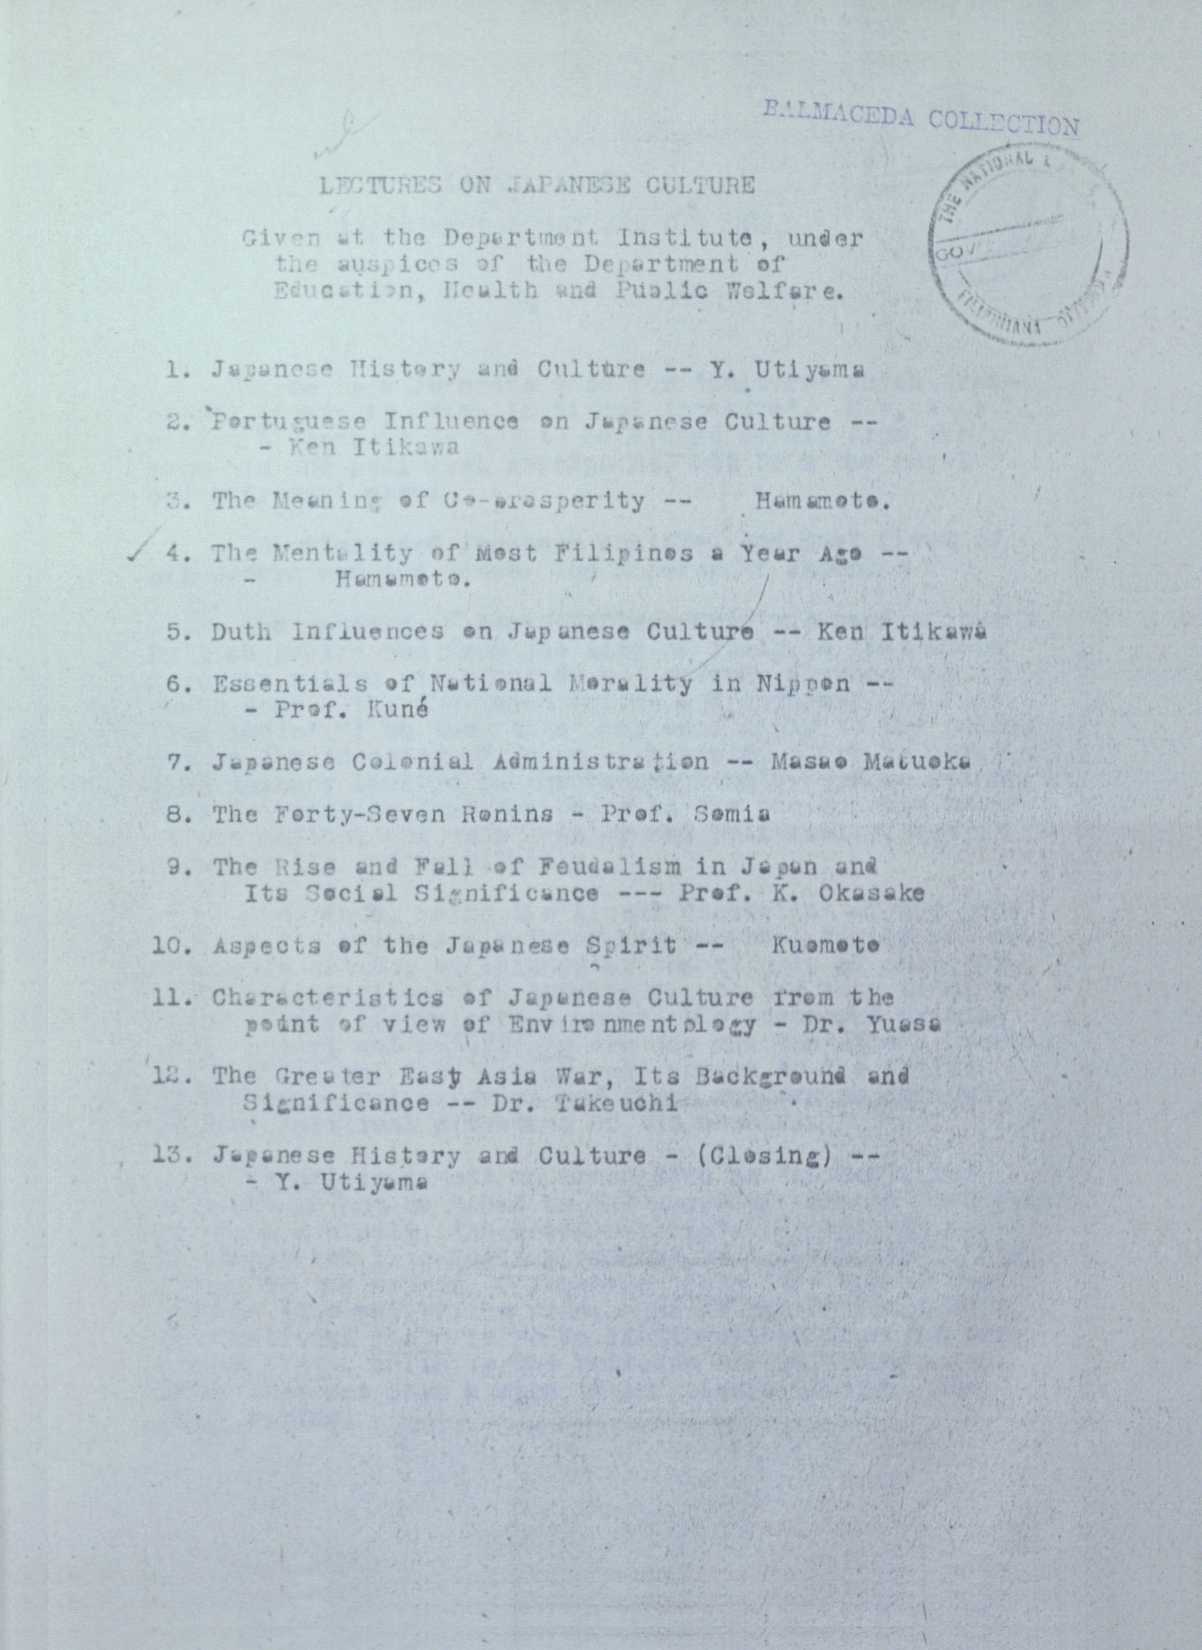 BALMACEDA COLLECTION
THE NATIONAL
GOV
FILIPINIANA
LECTURES ON JAPANESE CULTURE
Given at the Department Institute, under
the auspices of the Department of
Education, Health and Public Welfare.
1. Japanese History and Culture -- Y. Utiyama
2. Portuguese Influence on Japanese Culture --
- Ken Itikawa
3. The Meaning of Co-prosperity -- Hamamoto.
4. The Mentality of Most Filipinos a Year Ago --
- Hamamoto.
5. Duth Influences on Japanese Culture -- Ken Itikawa
6. Essentials of National Morality in Nippon --
- Prof. Kuné
7. Japanese Colonial Administration -- Masao Matuoka
8. The Forty-Seven Ronins - Prof. Somia
9. The Rise and Fall of Feudalism in Japan and
Its Social Significance --- Prof. K. Okasake
10. Aspects of the Japanese Spirit -- Kuomoto
11. Characteristics of Japanese Culture from the
point of view of Environmentology - Dr. Yuasa
12. The Greater East Asia War, Its Background and
Significance -- Dr. Takeuchi
13. Japanese History and Culture - (Closing) --
- Y. Utiyama